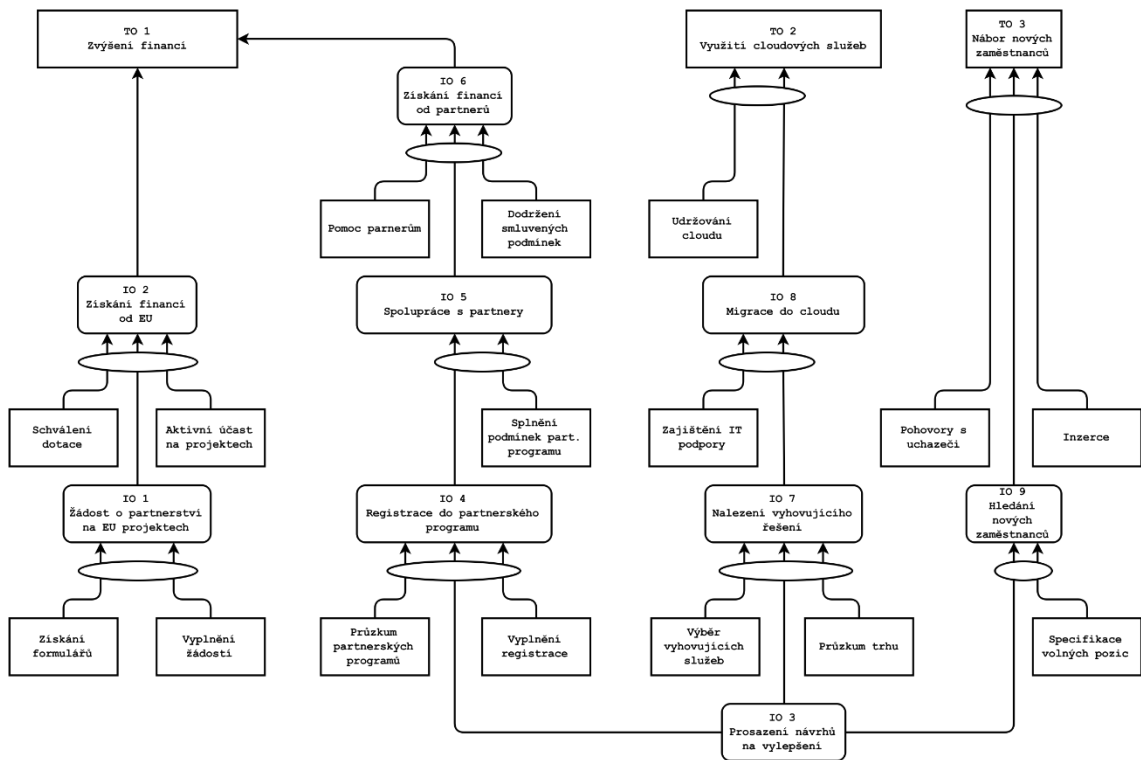 TO 1
Zvýšení financí
TO 2
Využití cloudových služeb
TO 3
Nábor nových
zaměstnanců
IO 6
Získání financí
od partnerů
Pomoc parnerům
Dodržení
smluvených
podmínek
Udržování
cloudu
IO 2
Získání financí
od EU
IO 5
Spolupráce s partnery
IO 8
Migrace do cloudu
Schválení
dotace
Aktivní účast
na projektech
Splnění
podmínek part.
programu
Zajištění IT
podpory
Pohovory s
uchazeči
Inzerce
IO 1
Žádost o partnerství
na EU projektech
IO 4
Registrace do partnerského
programu
IO 7
Nalezení vyhovujícího
řešení
IO 9
Hledání
nových
zaměstnanců
Získání
formulářů
Vyplnění
žádosti
Průzkum
partnerských
programů
Vyplnění
registrace
Výběr
vyhovujících
služeb
Průzkum trhu
Specifikace
volných pozic
IO 3
Prosazení návrhů
na vylepšení